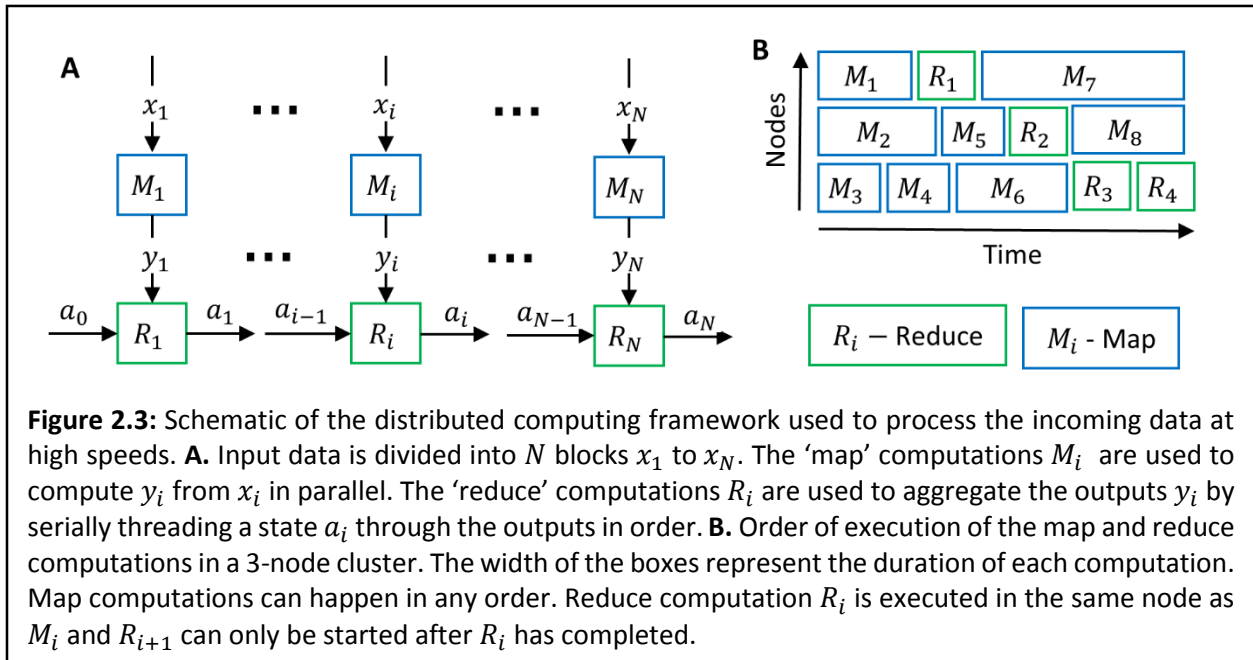 A
x₁ ... xᵢ ... x_N
M₁ Mᵢ M_N
y₁ ... yᵢ ... y_N
a₀ R₁ a₁ aᵢ₋₁ Rᵢ aᵢ a_{N−1} R_N a_N
B
Nodes
M₁ R₁ M₇
M₂ M₅ R₂ M₈
M₃ M₄ M₆ R₃ R₄
Time
Rᵢ – Reduce Mᵢ - Map
Figure 2.3: Schematic of the distributed computing framework used to process the incoming data at
high speeds. A. Input data is divided into N blocks x₁ to x_N. The ‘map’ computations Mᵢ are used to
compute yᵢ from xᵢ in parallel. The ‘reduce’ computations Rᵢ are used to aggregate the outputs yᵢ by
serially threading a state aᵢ through the outputs in order. B. Order of execution of the map and reduce
computations in a 3-node cluster. The width of the boxes represent the duration of each computation.
Map computations can happen in any order. Reduce computation Rᵢ is executed in the same node as
Mᵢ and Rᵢ₊₁ can only be started after Rᵢ has completed.